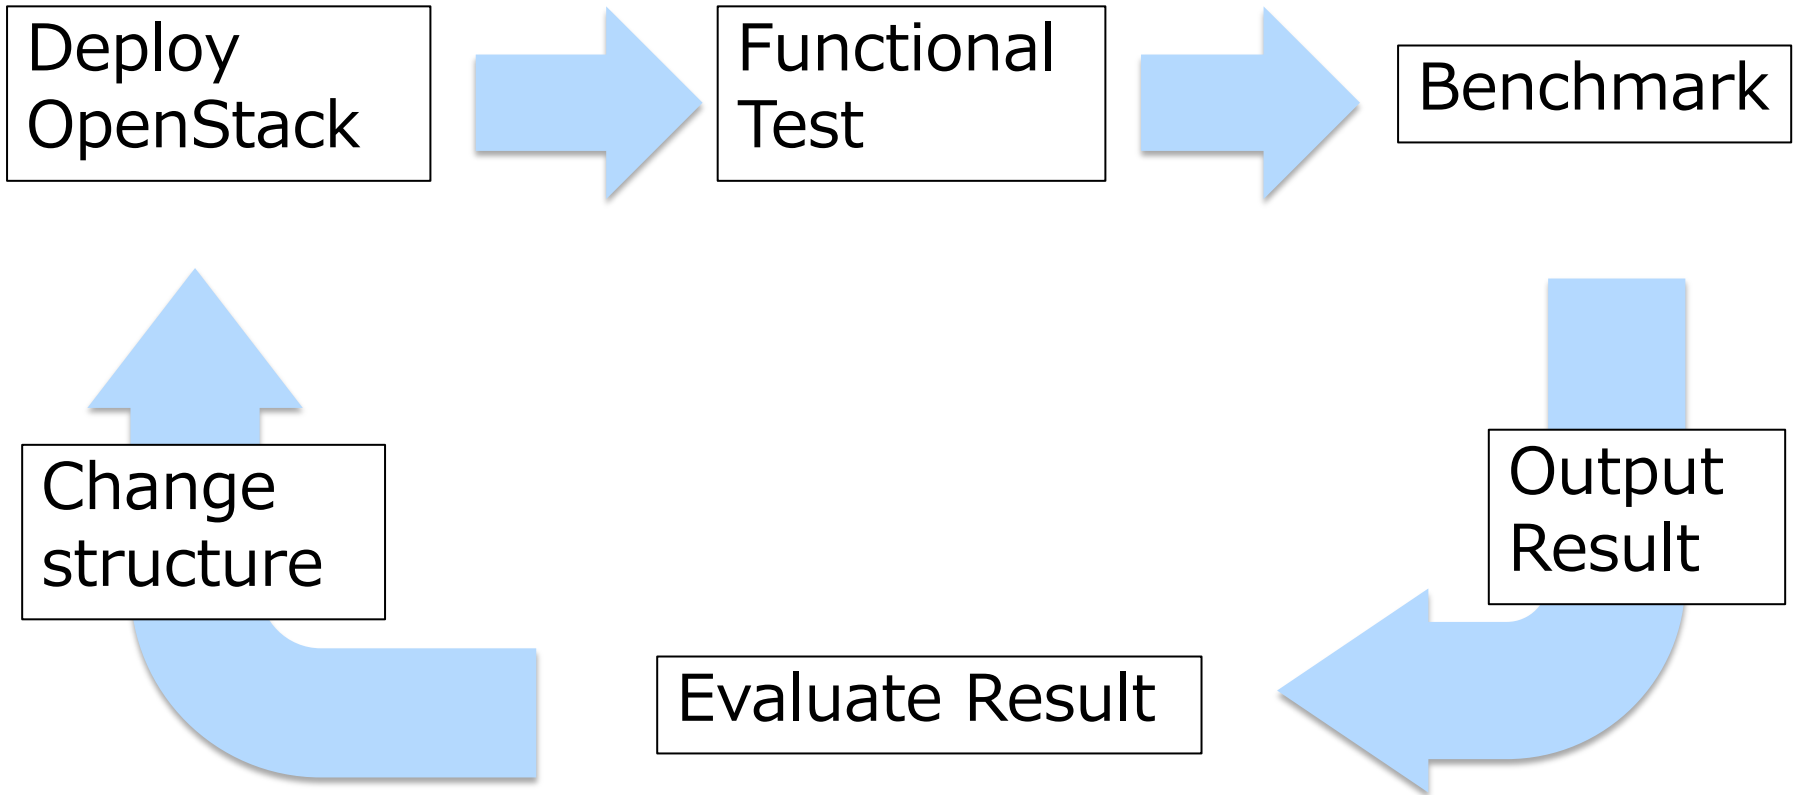 Deploy
OpenStack
Functional
Test
Benchmark
Change
structure
Output
Result
Evaluate Result